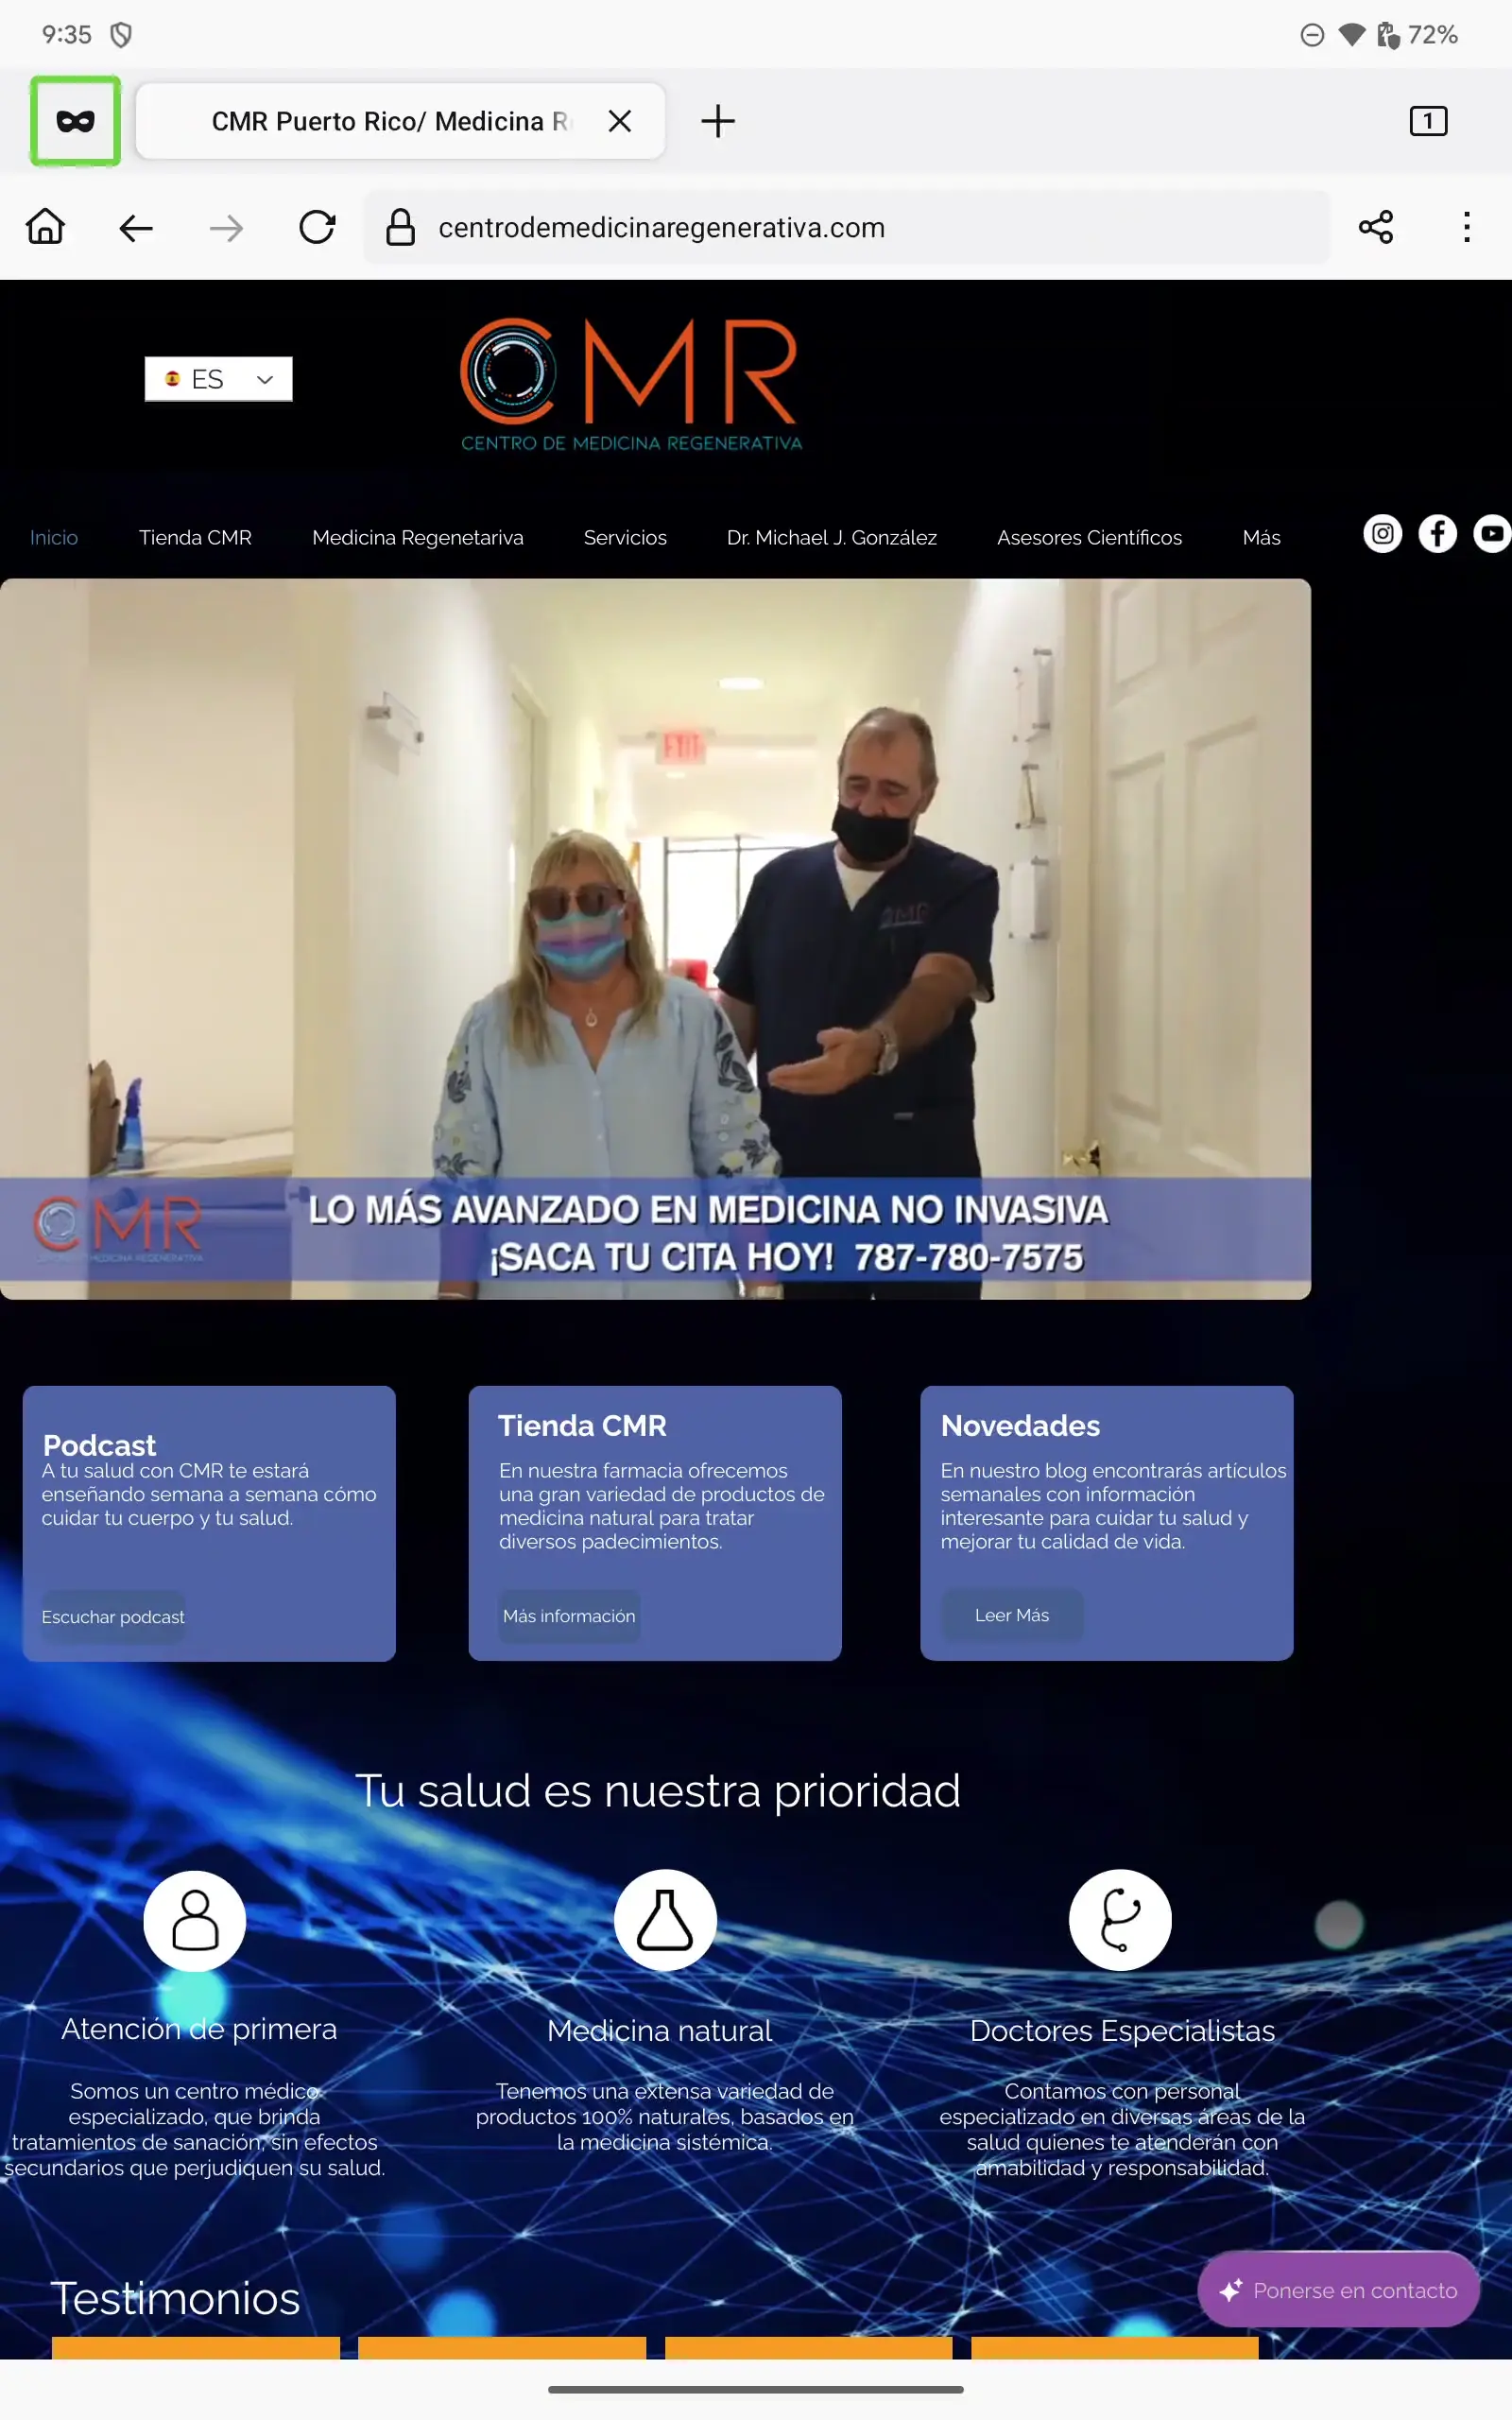 9:35
72%
CMR Puerto Rico/ Medicina R
1
centrodemedicinaregenerativa.com
ES
CMR
CENTRO DE MEDICINA REGENERATIVA
Inicio
Tienda CMR
Medicina Regenetariva
Servicios
Dr. Michael J. González
Asesores Científicos
Más
EXIT
CMR
CMR
LO MÁS AVANZADO EN MEDICINA NO INVASIVA
¡SACA TU CITA HOY! 787-780-7575
Podcast
A tu salud con CMR te estará
enseñando semana a semana cómo
cuidar tu cuerpo y tu salud.
Escuchar podcast
Tienda CMR
En nuestra farmacia ofrecemos
una gran variedad de productos de
medicina natural para tratar
diversos padecimientos.
Más información
Novedades
En nuestro blog encontrarás artículos
semanales con información
interesante para cuidar tu salud y
mejorar tu calidad de vida.
Leer Más
Tu salud es nuestra prioridad
Atención de primera
Somos un centro médico
especializado, que brinda
tratamientos de sanación, sin efectos
secundarios que perjudiquen su salud.
Medicina natural
Tenemos una extensa variedad de
productos 100% naturales, basados en
la medicina sistémica.
Doctores Especialistas
Contamos con personal
especializado en diversas áreas de la
salud quienes te atenderán con
amabilidad y responsabilidad.
Testimonios
Ponerse en contacto